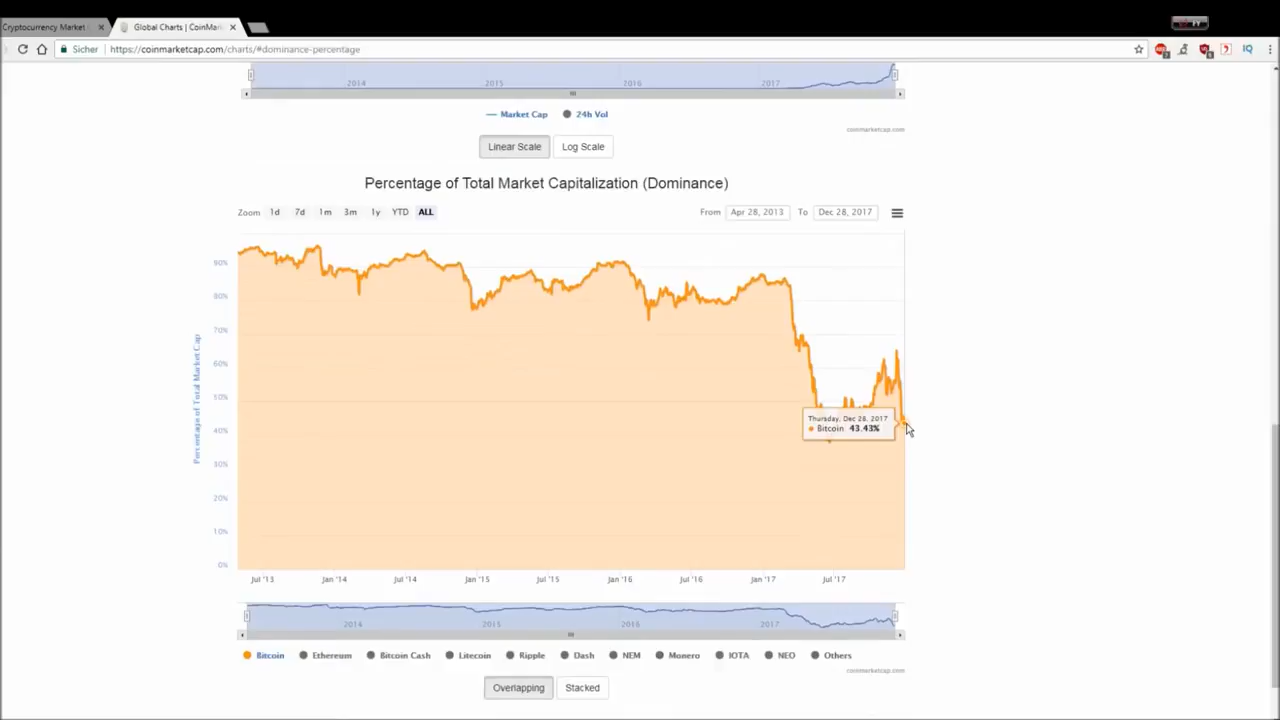 Cryptocurrency Market
Global Charts | CoinMar
Sicher
https://coinmarketcap.com/charts/#dominance-percentage
2014 2015 2016 2017
Market Cap 24h Vol
coinmarketcap.com
Linear Scale Log Scale
Percentage of Total Market Capitalization (Dominance)
Zoom 1d 7d 1m 3m 1y YTD ALL From Apr 28, 2013 To Dec 28, 2017
Percentage of Total Market Cap
90%
80%
70%
60%
50%
40%
30%
20%
10%
0%
Thursday, Dec 28, 2017
Bitcoin 43.43%
Jul '13 Jan '14 Jul '14 Jan '15 Jul '15 Jan '16 Jul '16 Jan '17 Jul '17
2014 2015 2016 2017
Bitcoin Ethereum Bitcoin Cash Litecoin Ripple Dash NEM Monero IOTA NEO Others
coinmarketcap.com
Overlapping Stacked